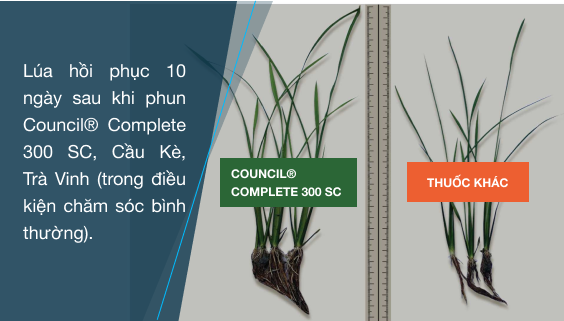 Lúa hồi phục 10
ngày sau khi phun
Council® Complete
300 SC, Cầu Kè,
Trà Vinh (trong điều
kiện chăm sóc bình
thường).
COUNCIL®
COMPLETE 300 SC
THUỐC KHÁC